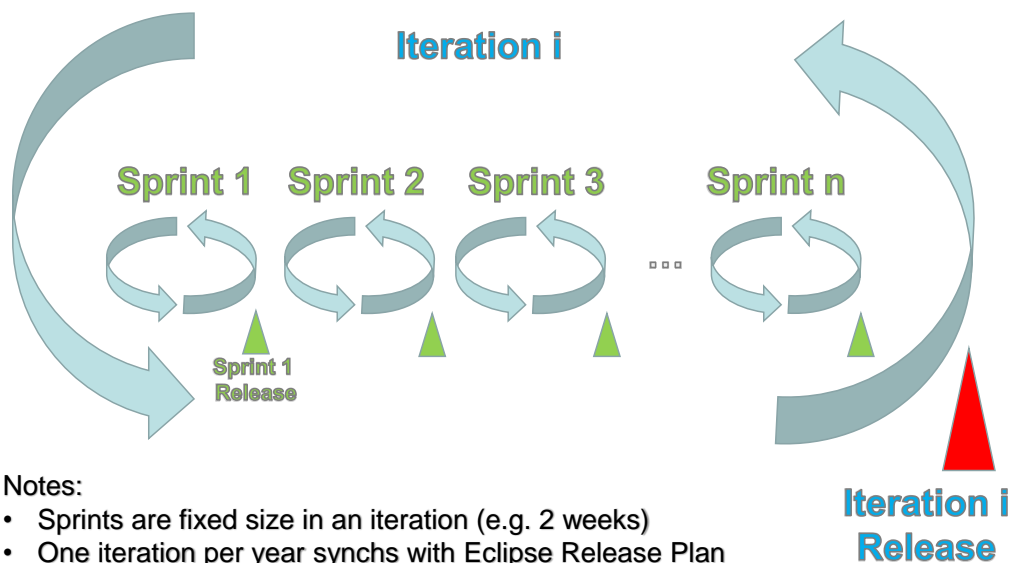 Iteration i
Sprint 1 Sprint 2 Sprint 3 Sprint n
...
Sprint 1
Release
Notes:
• Sprints are fixed size in an iteration (e.g. 2 weeks)
• One iteration per year synchs with Eclipse Release Plan
Iteration i
Release